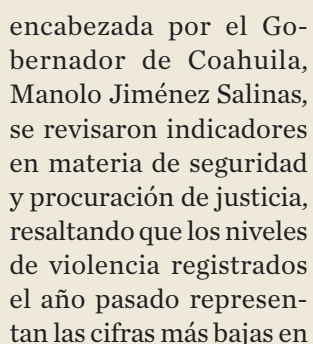 encabezada por el Go-
bernador de Coahuila,
Manolo Jiménez Salinas,
se revisaron indicadores
en materia de seguridad
y procuración de justicia,
resaltando que los niveles
de violencia registrados
el año pasado represen-
tan las cifras más bajas en